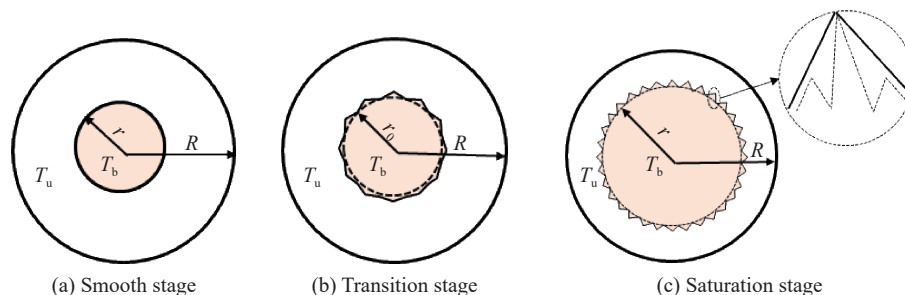 r
R
T_b
T_u
(a) Smooth stage
r_0
R
T_b
T_u
(b) Transition stage
r
R
T_b
T_u
(c) Saturation stage